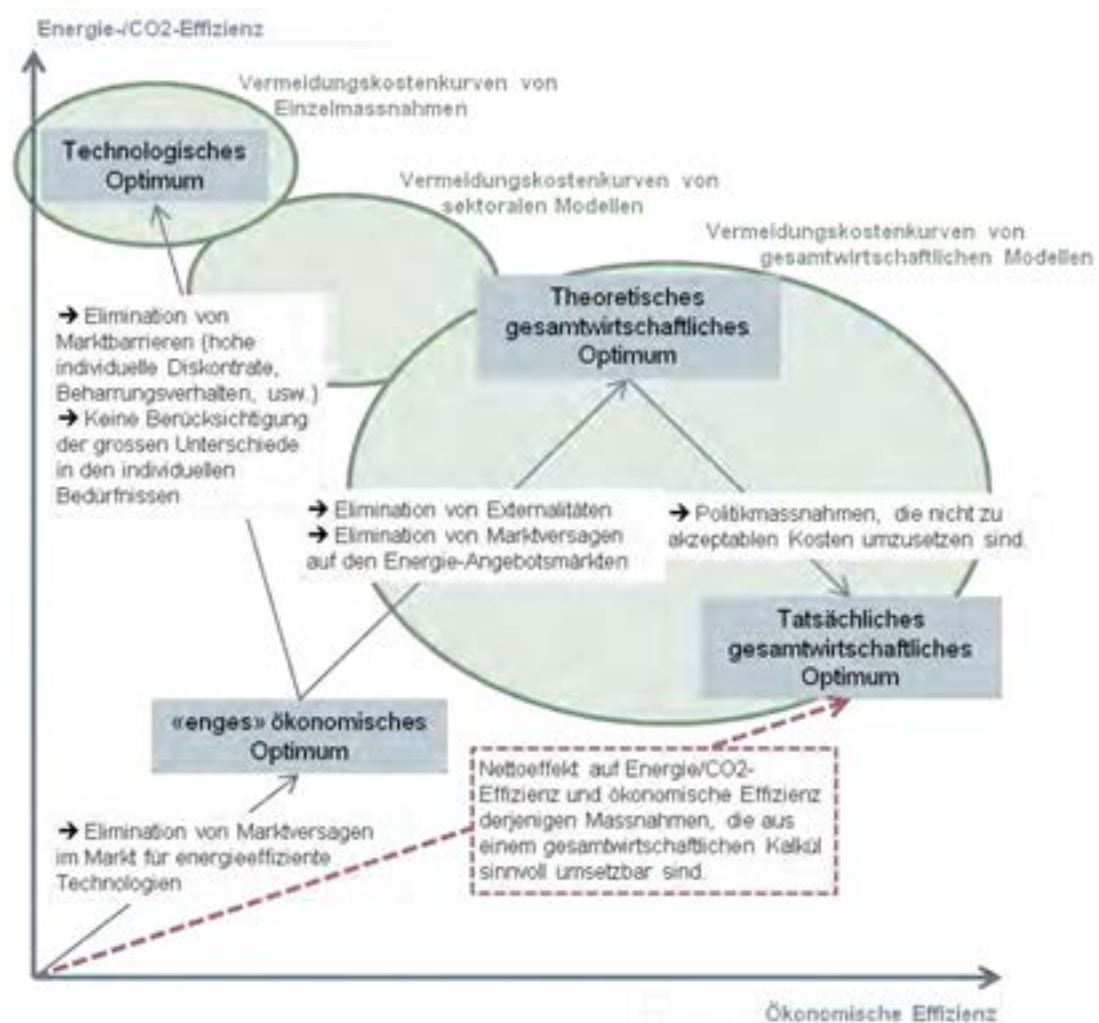 Energie-/CO2-Effizienz
Vermeidungskostenkurven von
Einzelmassnahmen
Technologisches
Optimum
Vermeidungskostenkurven von
sektoralen Modellen
Vermeidungskostenkurven von
gesamtwirtschaftlichen Modellen
Theoretisches
gesamtwirtschaftliches
Optimum
➔ Elimination von
Marktbarrieren (hohe
individuelle Diskontrate,
Beharrungsverhalten, usw.)
➔ Keine Berücksichtigung
der grossen Unterschiede
in den individuellen
Bedürfnissen
➔ Elimination von Externalitäten
➔ Elimination von Marktversagen
auf den Energie-Angebotsmärkten
➔ Politikmassnahmen, die nicht zu
akzeptablen Kosten umzusetzen sind.
Tatsächliches
gesamtwirtschaftliches
Optimum
«enges» ökonomisches
Optimum
Nettoeffekt auf Energie/CO2-
Effizienz und ökonomische Effizienz
derjenigen Massnahmen, die aus
einem gesamtwirtschaftlichen Kalkül
sinnvoll umsetzbar sind.
➔ Elimination von Marktversagen
im Markt für energieeffiziente
Technologien
Ökonomische Effizienz